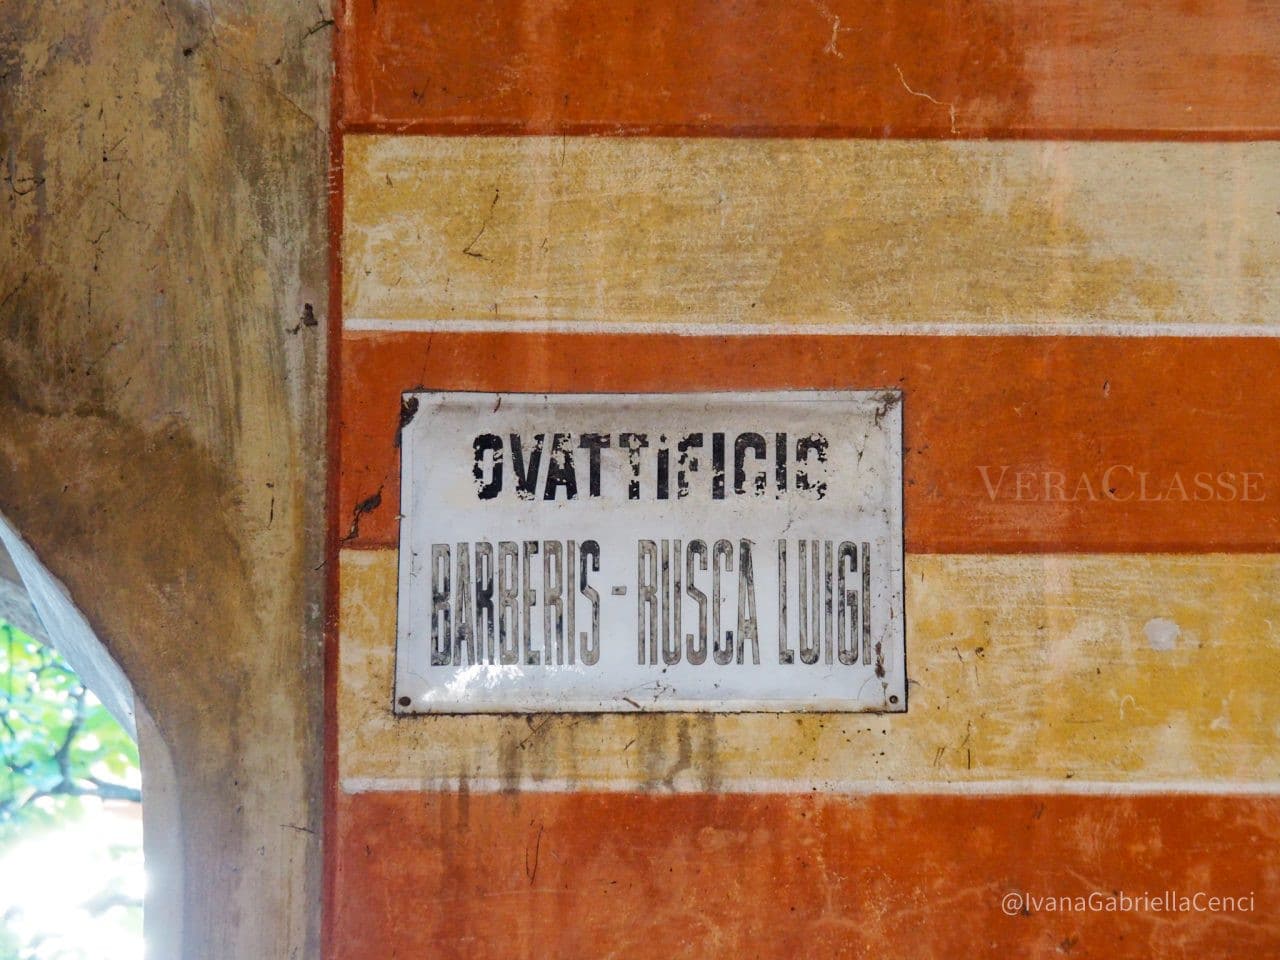 OVATTIFICIO
BARBERIS - RUSCA LUIGI
VERACLASSE
@IvanaGabriellaCenci